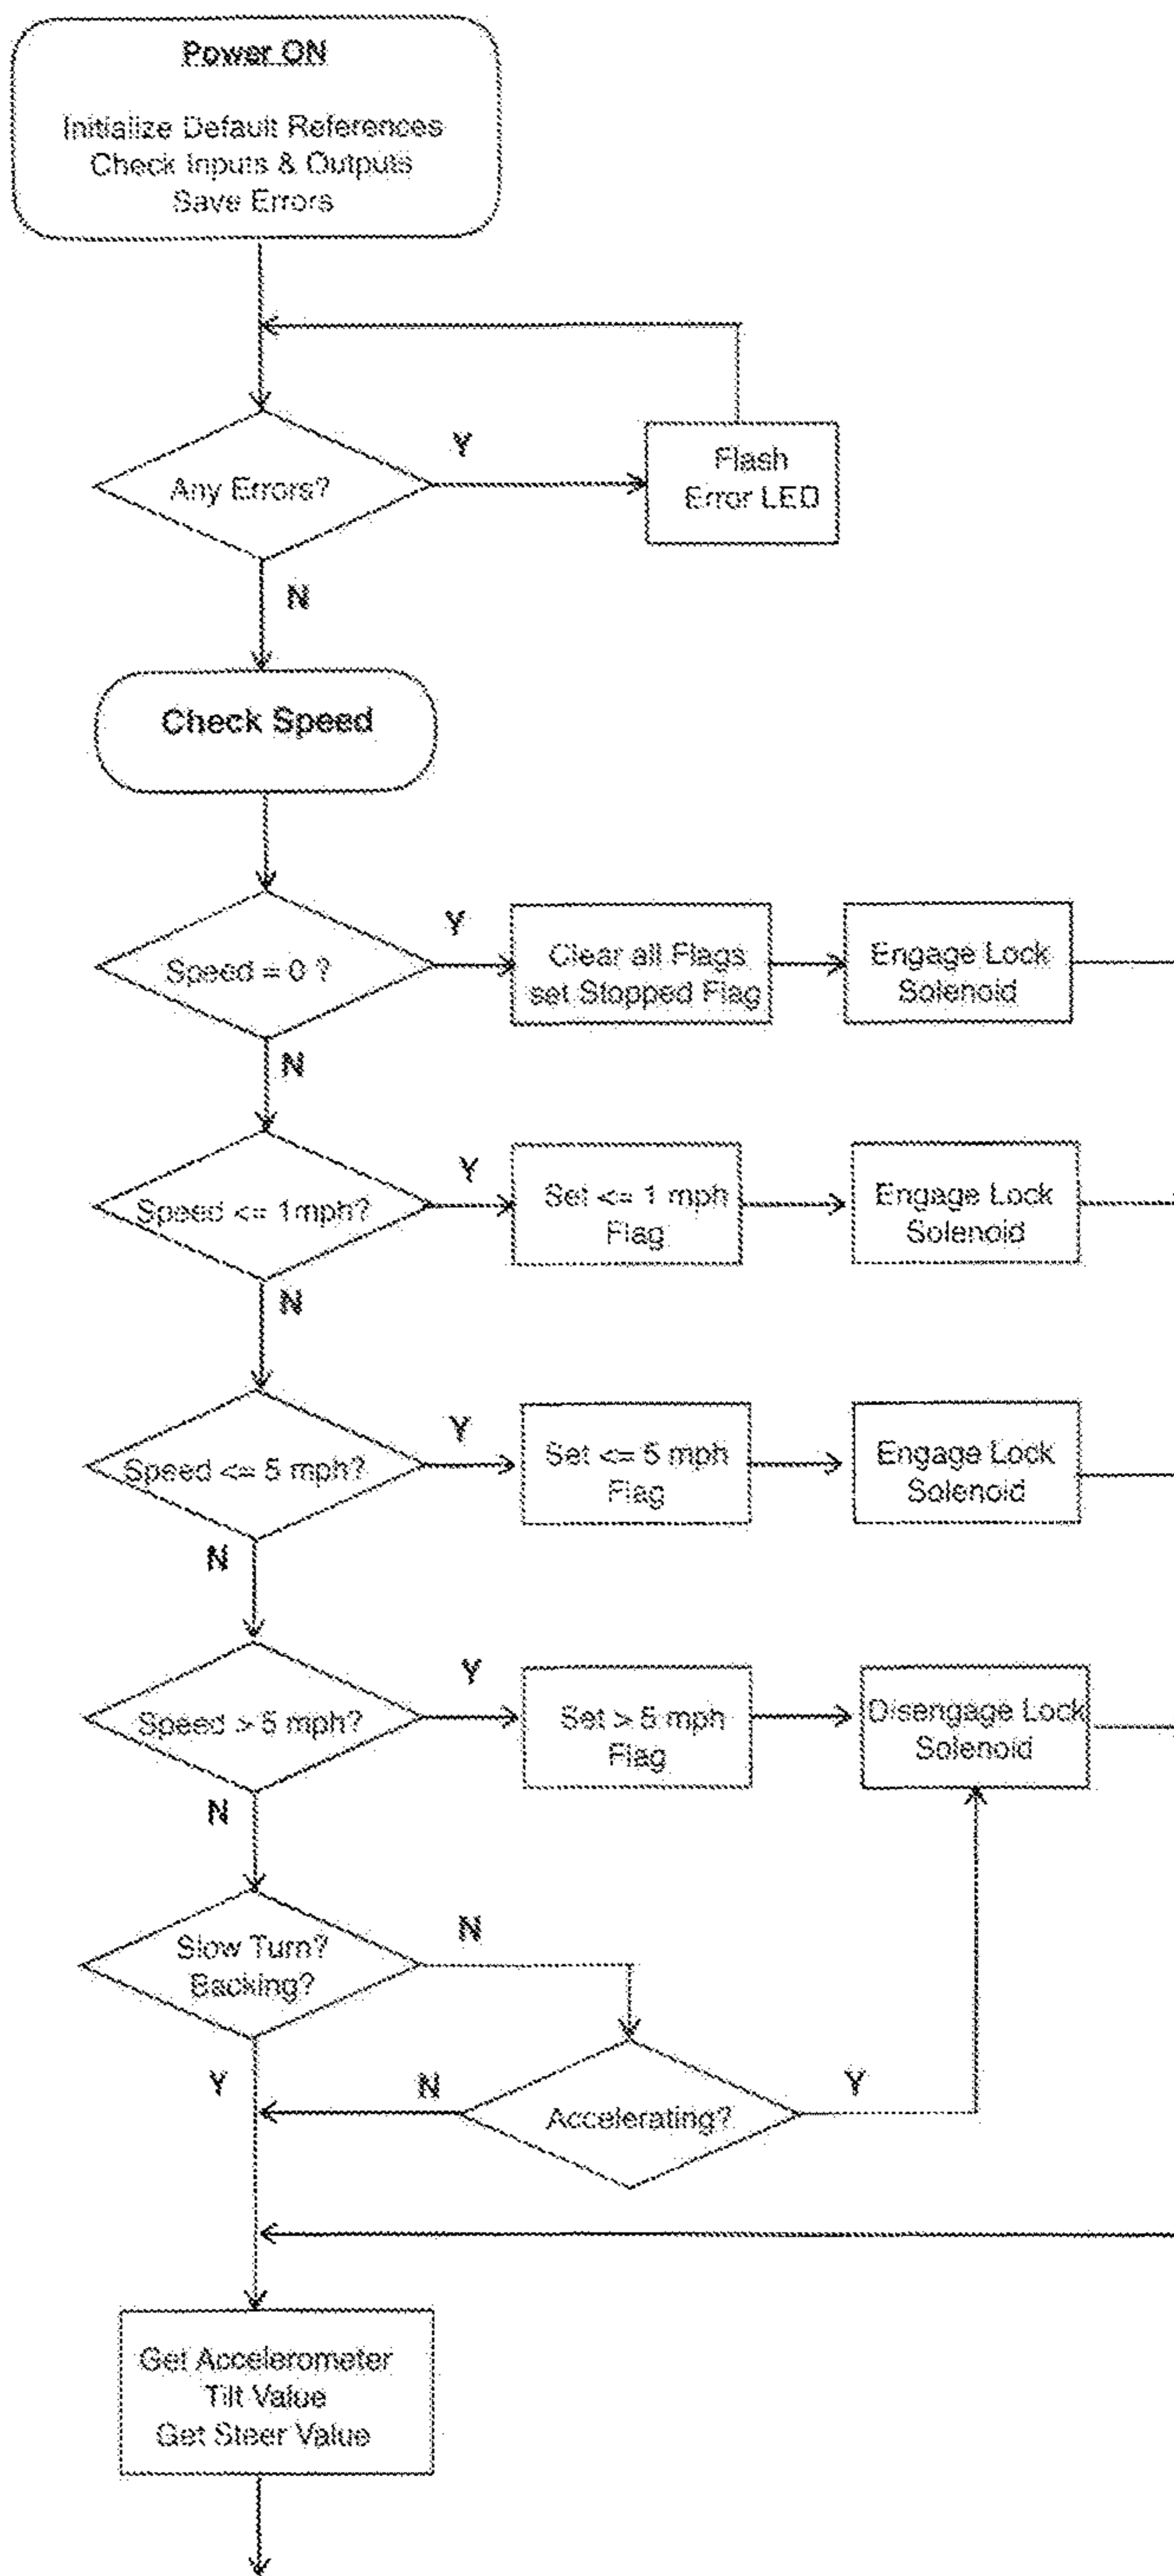 Power ON
Initialize Default References
Check Inputs & Outputs
Save Errors
Any Errors?
Y
Flash
Error LED
N
Check Speed
Speed = 0 ?
Y
Clear all Flags
set Stopped Flag
Engage Lock
Solenoid
N
Speed <= 1mph?
Y
Set <= 1 mph
Flag
Engage Lock
Solenoid
N
Speed <= 5 mph?
Y
Set <= 5 mph
Flag
Engage Lock
Solenoid
N
Speed > 5 mph?
Y
Set > 5 mph
Flag
Disengage Lock
Solenoid
N
Slow Turn?
Backing?
N
Y
N
Accelerating?
Y
Get Accelerometer
Tilt Value
Get Steer Value